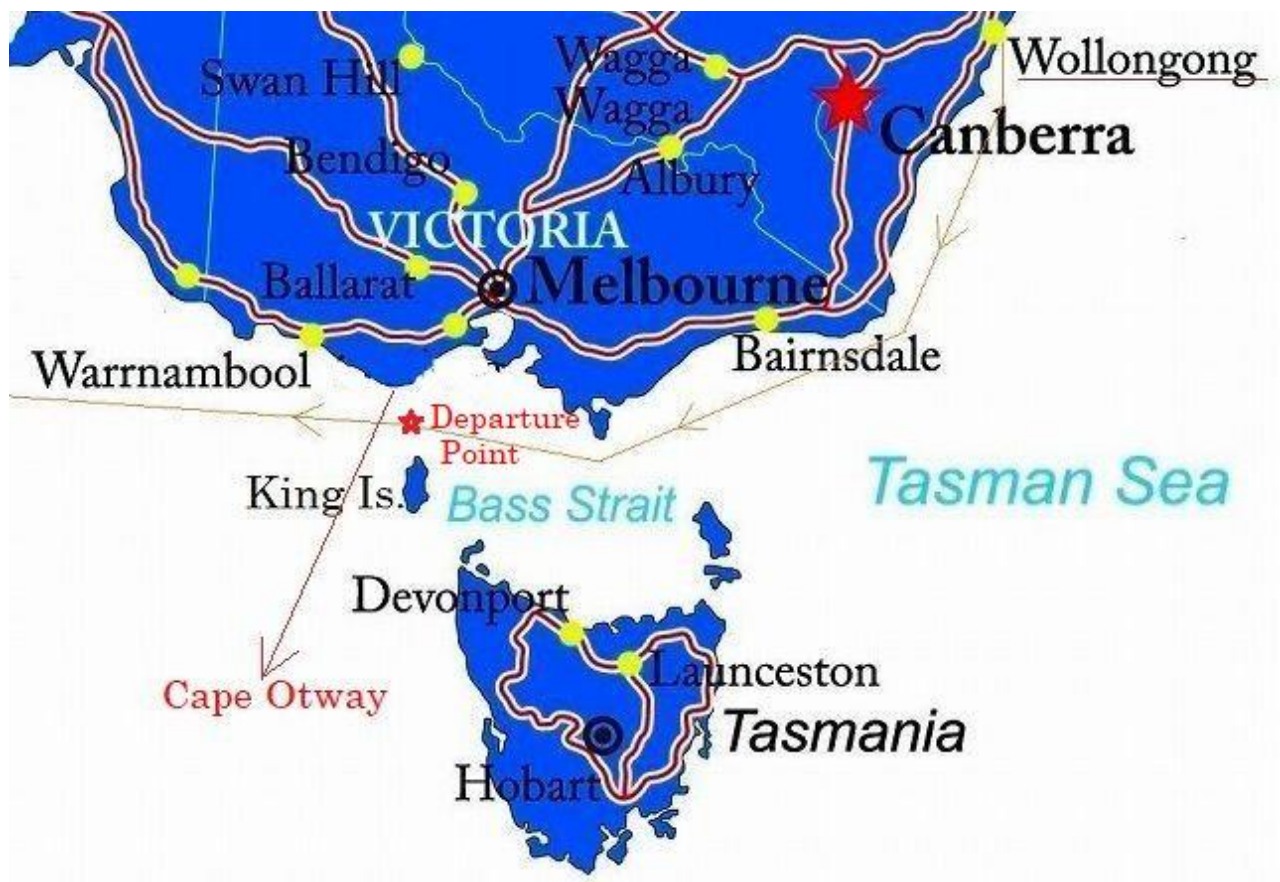 Wollongong
Swan Hill
Wagga
Wagga
Canberra
Bendigo
Albury
VICTORIA
Ballarat
Melbourne
Warrnambool
Bairnsdale
Departure
Point
King Is.
Bass Strait
Tasman Sea
Devonport
Launceston
Cape Otway
Tasmania
Hobart